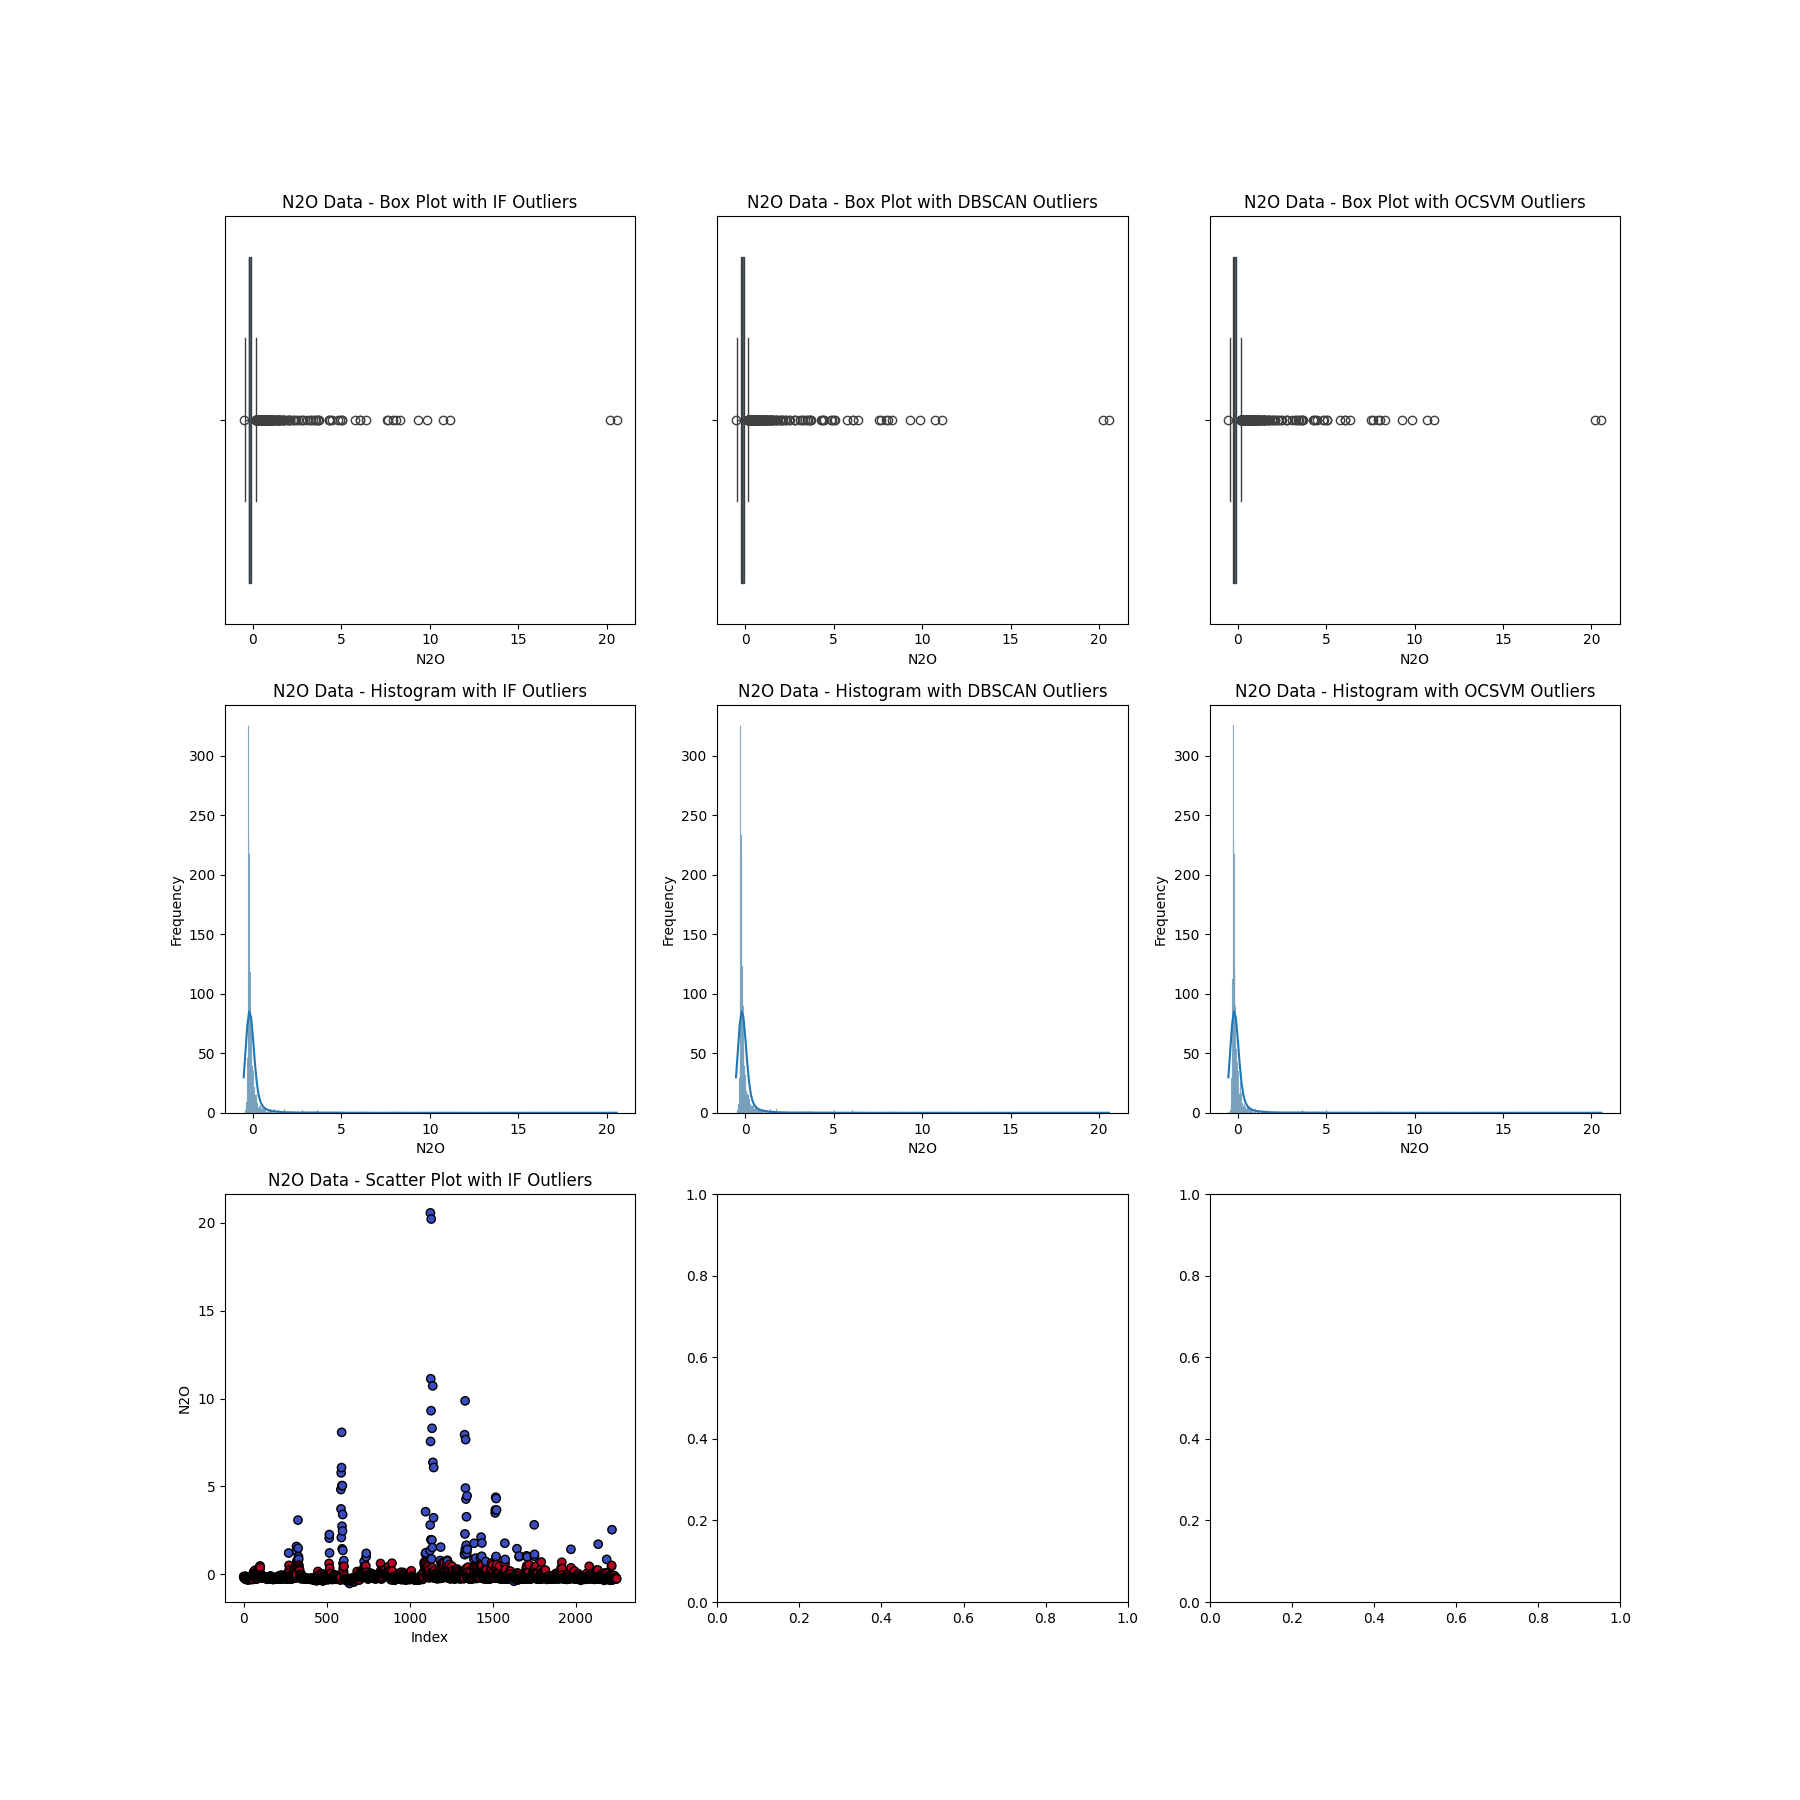 N2O Data - Box Plot with IF Outliers
N2O Data - Box Plot with DBSCAN Outliers
N2O Data - Box Plot with OCSVM Outliers
0 5 10 15 20
N2O
0 5 10 15 20
N2O
0 5 10 15 20
N2O
N2O Data - Histogram with IF Outliers
N2O Data - Histogram with DBSCAN Outliers
N2O Data - Histogram with OCSVM Outliers
Frequency
300
250
200
150
100
50
0
0 5 10 15 20
N2O
Frequency
300
250
200
150
100
50
0
0 5 10 15 20
N2O
Frequency
300
250
200
150
100
50
0
0 5 10 15 20
N2O
N2O Data - Scatter Plot with IF Outliers
N2O
20
15
10
5
0
0 500 1000 1500 2000
Index
1.0
0.8
0.6
0.4
0.2
0.0
0.0 0.2 0.4 0.6 0.8 1.0
1.0
0.8
0.6
0.4
0.2
0.0
0.0 0.2 0.4 0.6 0.8 1.0